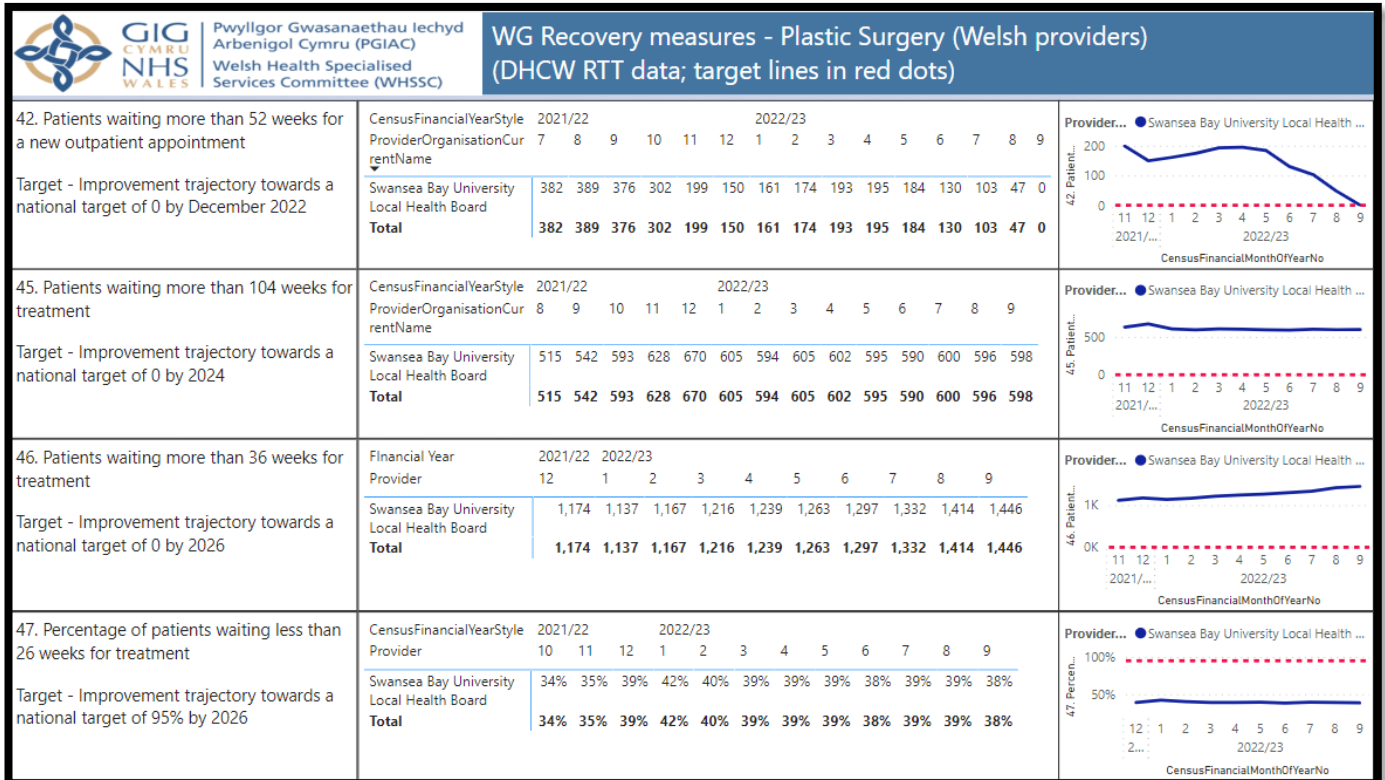 GIG
CYMRU
NHS
WALES
Pwyllgor Gwasanaethau Iechyd
Arbenigol Cymru (PGIAC)
Welsh Health Specialised
Services Committee (WHSSC)
WG Recovery measures - Plastic Surgery (Welsh providers)
(DHCW RTT data; target lines in red dots)
42. Patients waiting more than 52 weeks for
a new outpatient appointment
Target - Improvement trajectory towards a
national target of 0 by December 2022
CensusFinancialYearStyle 2021/22 2022/23
ProviderOrganisationCur 7 8 9 10 11 12 1 2 3 4 5 6 7 8 9
rentName
Swansea Bay University 382 389 376 302 199 150 161 174 193 195 184 130 103 47 0
Local Health Board
Total 382 389 376 302 199 150 161 174 193 195 184 130 103 47 0
Provider... Swansea Bay University Local Health ...
42. Patient...
200
100
0
11 12 1 2 3 4 5 6 7 8 9
2021/... 2022/23
CensusFinancialMonthOfYearNo
45. Patients waiting more than 104 weeks for
treatment
Target - Improvement trajectory towards a
national target of 0 by 2024
CensusFinancialYearStyle 2021/22 2022/23
ProviderOrganisationCur 8 9 10 11 12 1 2 3 4 5 6 7 8 9
rentName
Swansea Bay University 515 542 593 628 670 605 594 605 602 595 590 600 596 598
Local Health Board
Total 515 542 593 628 670 605 594 605 602 595 590 600 596 598
Provider... Swansea Bay University Local Health ...
45. Patient...
500
0
11 12 1 2 3 4 5 6 7 8 9
2021/... 2022/23
CensusFinancialMonthOfYearNo
46. Patients waiting more than 36 weeks for
treatment
Target - Improvement trajectory towards a
national target of 0 by 2026
FInancial Year 2021/22 2022/23
Provider 12 1 2 3 4 5 6 7 8 9
Swansea Bay University 1,174 1,137 1,167 1,216 1,239 1,263 1,297 1,332 1,414 1,446
Local Health Board
Total 1,174 1,137 1,167 1,216 1,239 1,263 1,297 1,332 1,414 1,446
Provider... Swansea Bay University Local Health ...
46. Patient...
1K
0K
11 12 1 2 3 4 5 6 7 8 9
2021/... 2022/23
CensusFinancialMonthOfYearNo
47. Percentage of patients waiting less than
26 weeks for treatment
Target - Improvement trajectory towards a
national target of 95% by 2026
CensusFinancialYearStyle 2021/22 2022/23
Provider 10 11 12 1 2 3 4 5 6 7 8 9
Swansea Bay University 34% 35% 39% 42% 40% 39% 39% 39% 38% 39% 39% 38%
Local Health Board
Total 34% 35% 39% 42% 40% 39% 39% 39% 38% 39% 39% 38%
Provider... Swansea Bay University Local Health ...
47. Percen...
100%
50%
12 1 2 3 4 5 6 7 8 9
2... 2022/23
CensusFinancialMonthOfYearNo